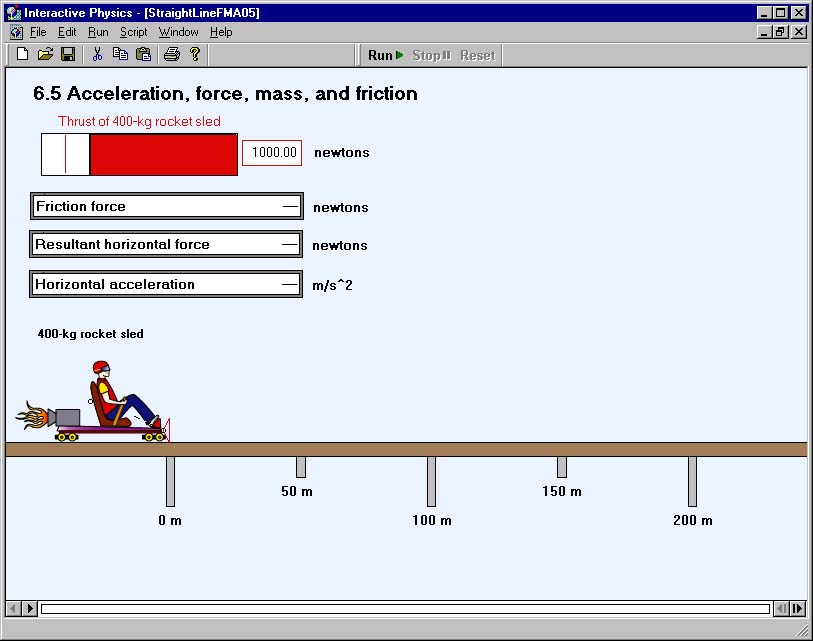 Interactive Physics - [StraightLineFMA05]
File Edit Run Script Window Help
Run Stop Reset
6.5 Acceleration, force, mass, and friction
Thrust of 400-kg rocket sled
1000.00 newtons
Friction force — newtons
Resultant horizontal force — newtons
Horizontal acceleration — m/s^2
400-kg rocket sled
50 m 150 m
0 m 100 m 200 m